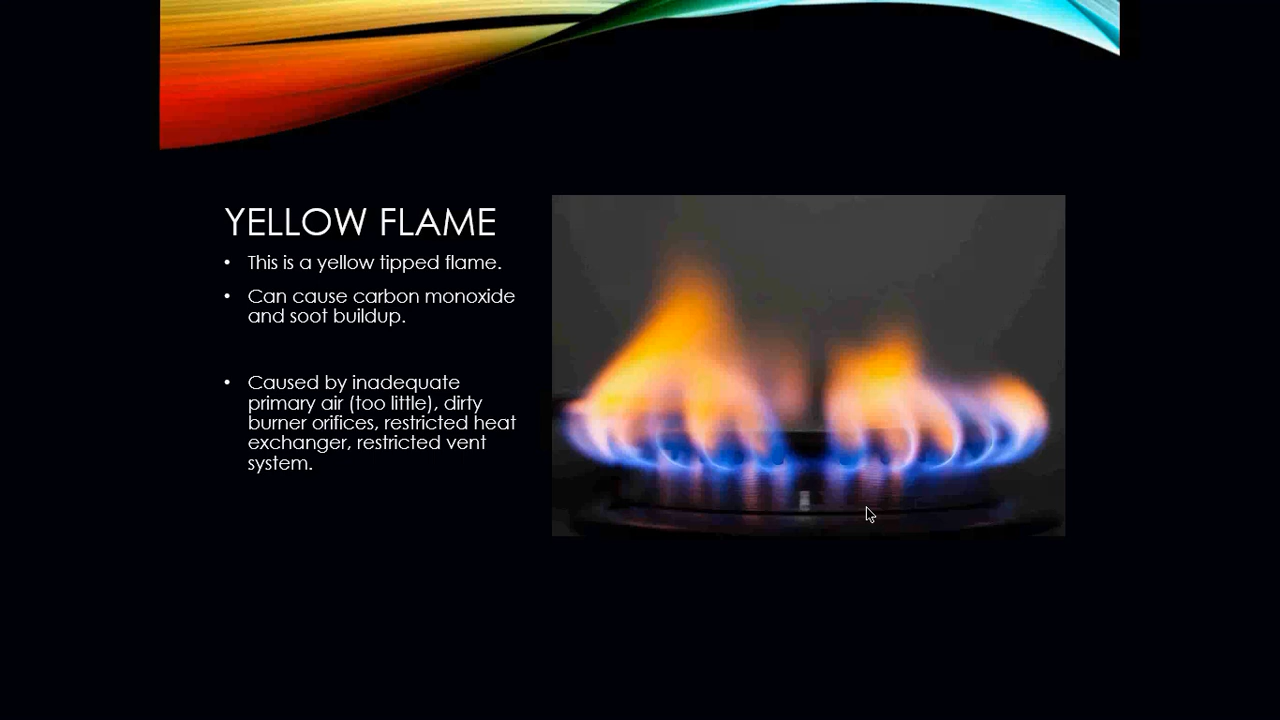 YELLOW FLAME
• This is a yellow tipped flame.
• Can cause carbon monoxide
and soot buildup.
• Caused by inadequate
primary air (too little), dirty
burner orifices, restricted heat
exchanger, restricted vent
system.